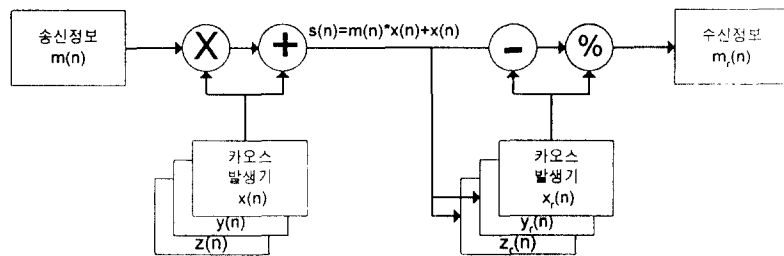 송신정보
m(n)
X
+
s(n)=m(n)*x(n)+x(n)
-
%
수신정보
m_r(n)
카오스
발생기
x(n)
y(n)
z(n)
카오스
발생기
x_r(n)
y_r(n)
z_r(n)